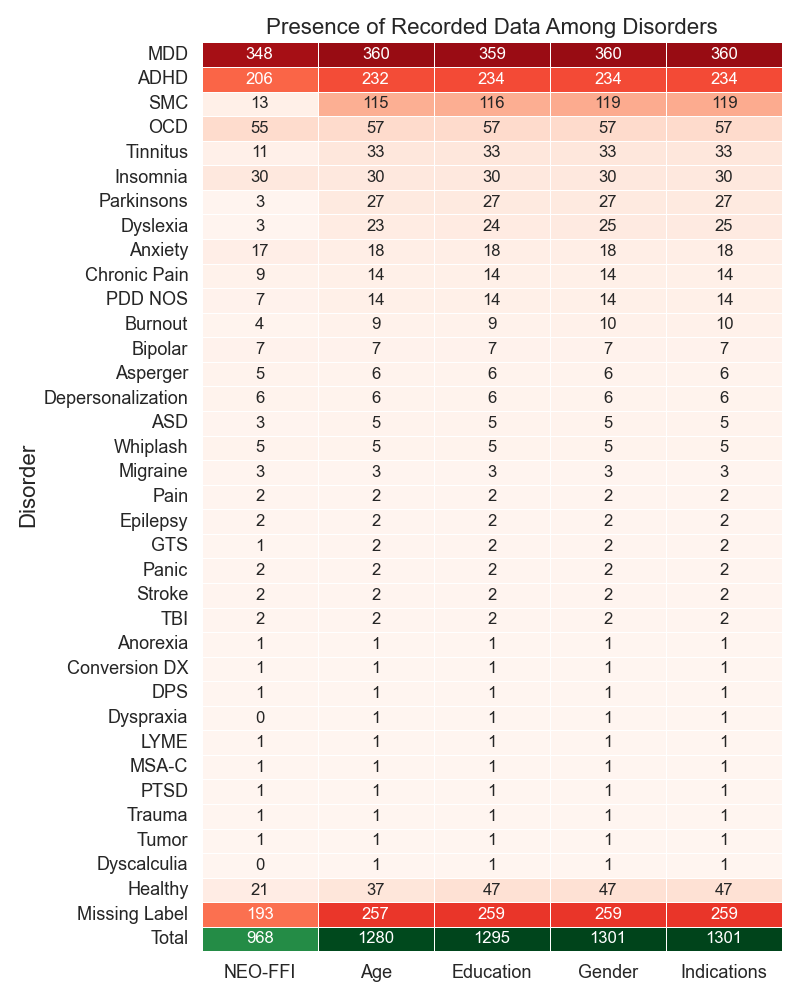 Presence of Recorded Data Among Disorders
Disorder
MDD 348 360 359 360 360
ADHD 206 232 234 234 234
SMC 13 115 116 119 119
OCD 55 57 57 57 57
Tinnitus 11 33 33 33 33
Insomnia 30 30 30 30 30
Parkinsons 3 27 27 27 27
Dyslexia 3 23 24 25 25
Anxiety 17 18 18 18 18
Chronic Pain 9 14 14 14 14
PDD NOS 7 14 14 14 14
Burnout 4 9 9 10 10
Bipolar 7 7 7 7 7
Asperger 5 6 6 6 6
Depersonalization 6 6 6 6 6
ASD 3 5 5 5 5
Whiplash 5 5 5 5 5
Migraine 3 3 3 3 3
Pain 2 2 2 2 2
Epilepsy 2 2 2 2 2
GTS 1 2 2 2 2
Panic 2 2 2 2 2
Stroke 2 2 2 2 2
TBI 2 2 2 2 2
Anorexia 1 1 1 1 1
Conversion DX 1 1 1 1 1
DPS 1 1 1 1 1
Dyspraxia 0 1 1 1 1
LYME 1 1 1 1 1
MSA-C 1 1 1 1 1
PTSD 1 1 1 1 1
Trauma 1 1 1 1 1
Tumor 1 1 1 1 1
Dyscalculia 0 1 1 1 1
Healthy 21 37 47 47 47
Missing Label 193 257 259 259 259
Total 968 1280 1295 1301 1301
NEO-FFI Age Education Gender Indications